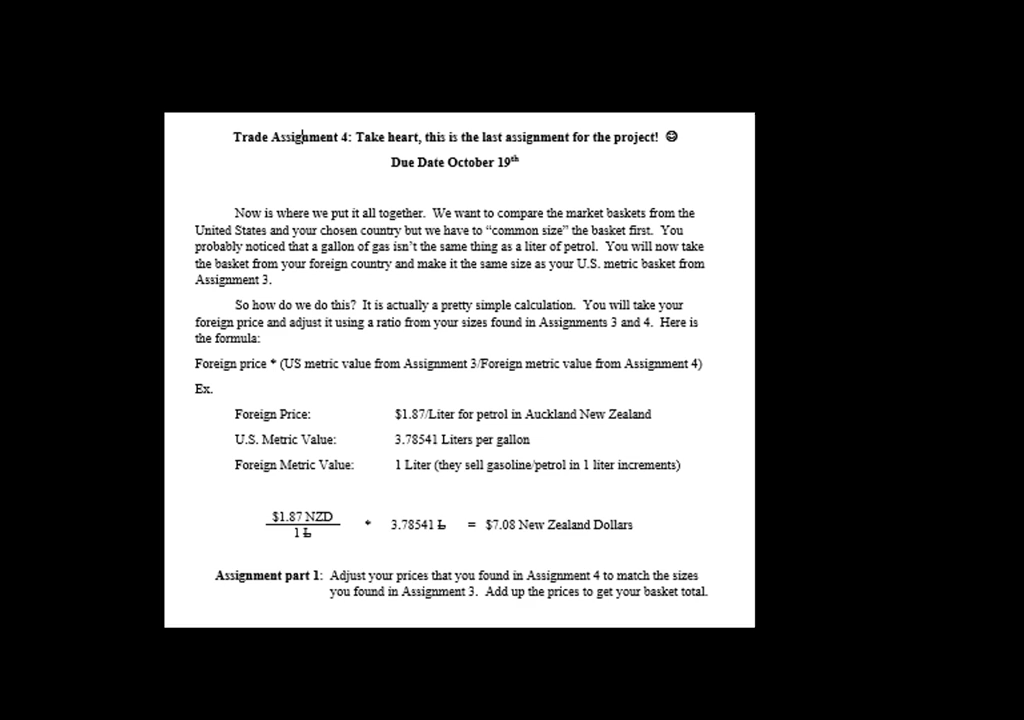 Trade Assignment 4: Take heart, this is the last assignment for the project! 😊
Due Date October 19th
Now is where we put it all together. We want to compare the market baskets from the
United States and your chosen country but we have to “common size” the basket first. You
probably noticed that a gallon of gas isn’t the same thing as a liter of petrol. You will now take
the basket from your foreign country and make it the same size as your U.S. metric basket from
Assignment 3.
So how do we do this? It is actually a pretty simple calculation. You will take your
foreign price and adjust it using a ratio from your sizes found in Assignments 3 and 4. Here is
the formula:
Foreign price * (US metric value from Assignment 3/Foreign metric value from Assignment 4)
Ex.
Foreign Price: $1.87/Liter for petrol in Auckland New Zealand
U.S. Metric Value: 3.78541 Liters per gallon
Foreign Metric Value: 1 Liter (they sell gasoline/petrol in 1 liter increments)
$1.87 NZD
1 L * 3.78541 L = $7.08 New Zealand Dollars
Assignment part 1: Adjust your prices that you found in Assignment 4 to match the sizes
you found in Assignment 3. Add up the prices to get your basket total.